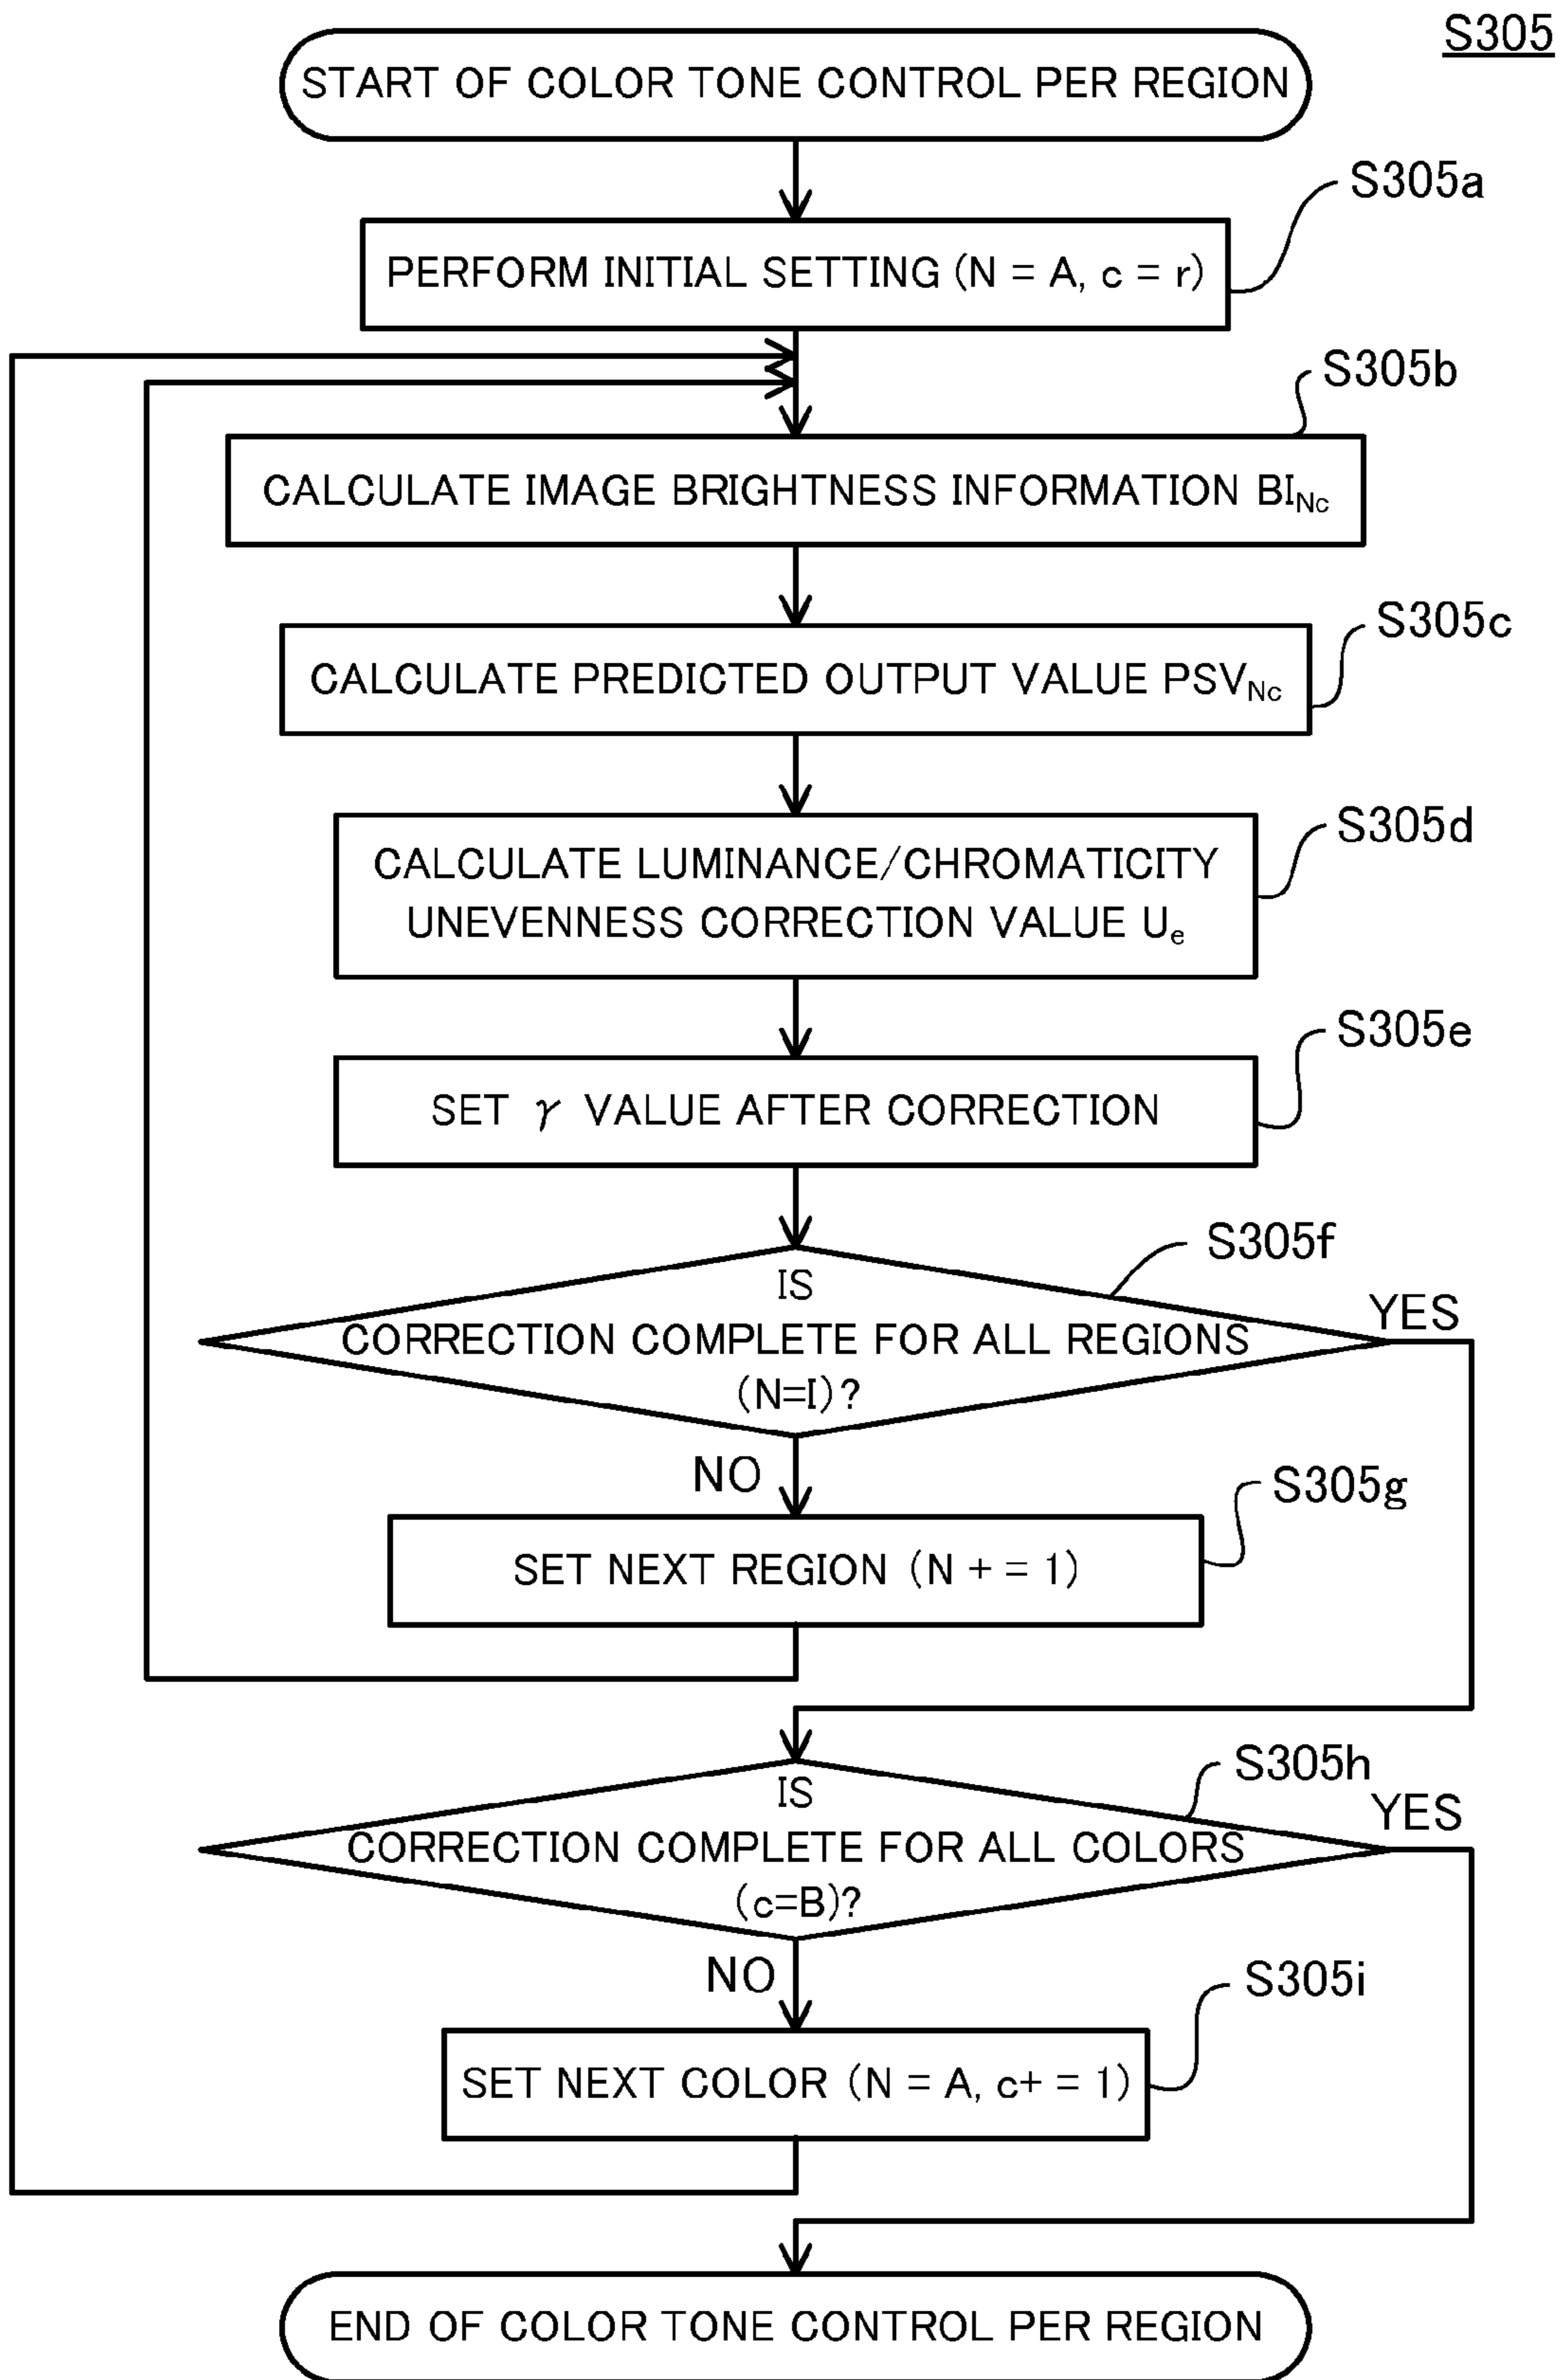 S305
START OF COLOR TONE CONTROL PER REGION
S305a
PERFORM INITIAL SETTING (N = A, c = r)
S305b
CALCULATE IMAGE BRIGHTNESS INFORMATION BI_Nc
S305c
CALCULATE PREDICTED OUTPUT VALUE PSV_Nc
S305d
CALCULATE LUMINANCE/CHROMATICITY
UNEVENNESS CORRECTION VALUE U_e
S305e
SET γ VALUE AFTER CORRECTION
S305f
IS
YES
CORRECTION COMPLETE FOR ALL REGIONS
(N=I)?
NO
S305g
SET NEXT REGION (N + = 1)
S305h
IS
YES
CORRECTION COMPLETE FOR ALL COLORS
(c=B)?
NO
S305i
SET NEXT COLOR (N = A, c+ = 1)
END OF COLOR TONE CONTROL PER REGION